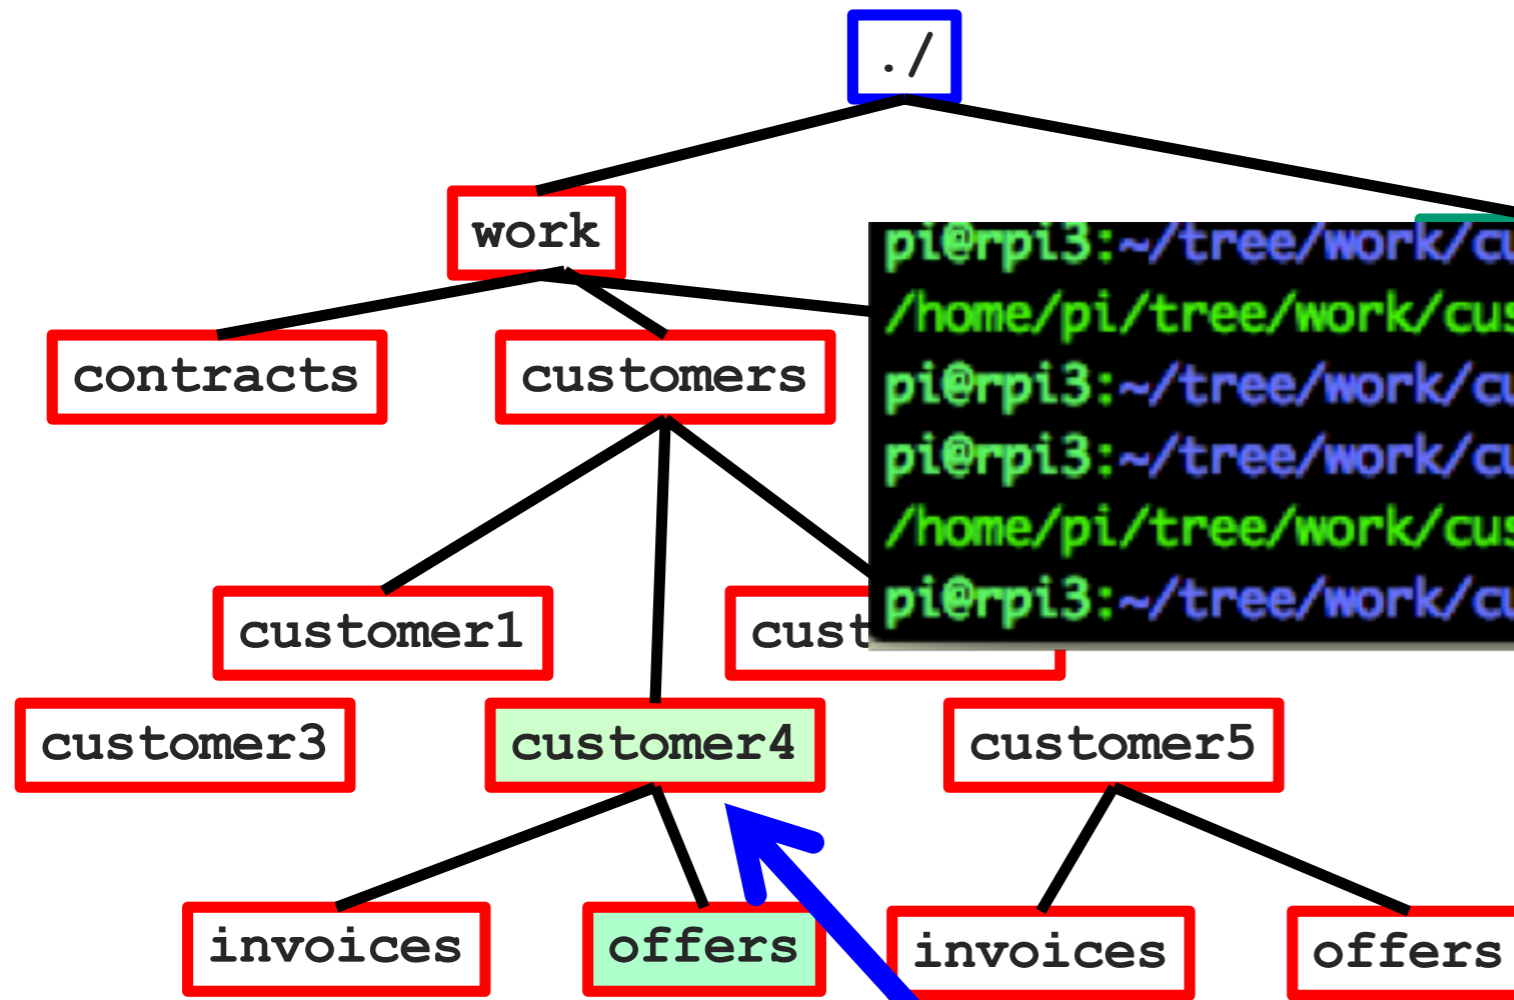 ./
work
pi@rpi3:~/tree/work/cu
/home/pi/tree/work/cus
contracts
customers
pi@rpi3:~/tree/work/cu
pi@rpi3:~/tree/work/cu
/home/pi/tree/work/cus
pi@rpi3:~/tree/work/cu
customer1
cust
customer3
customer4
customer5
invoices
offers
invoices
offers